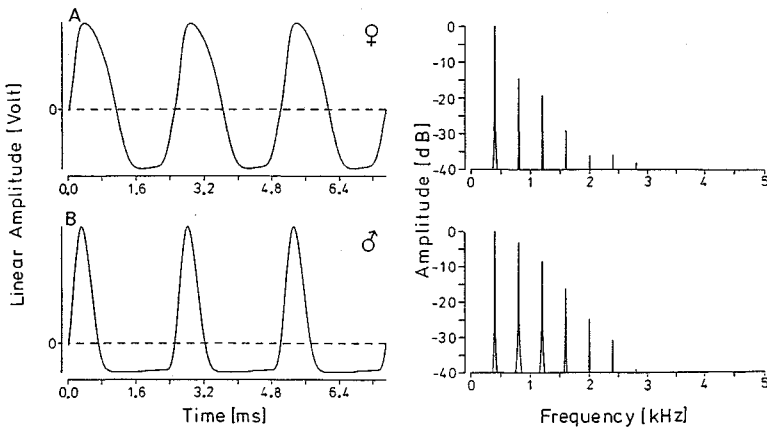 A
♀
0
0.0 1.6 3.2 4.8 6.4
B
♂
0
0.0 1.6 3.2 4.8 6.4
Time [ms]
Linear Amplitude [Volt]
0
-10
-20
-30
-40
0 1 2 3 4 5
0
-10
-20
-30
-40
0 1 2 3 4 5
Frequency [kHz]
Amplitude [dB]